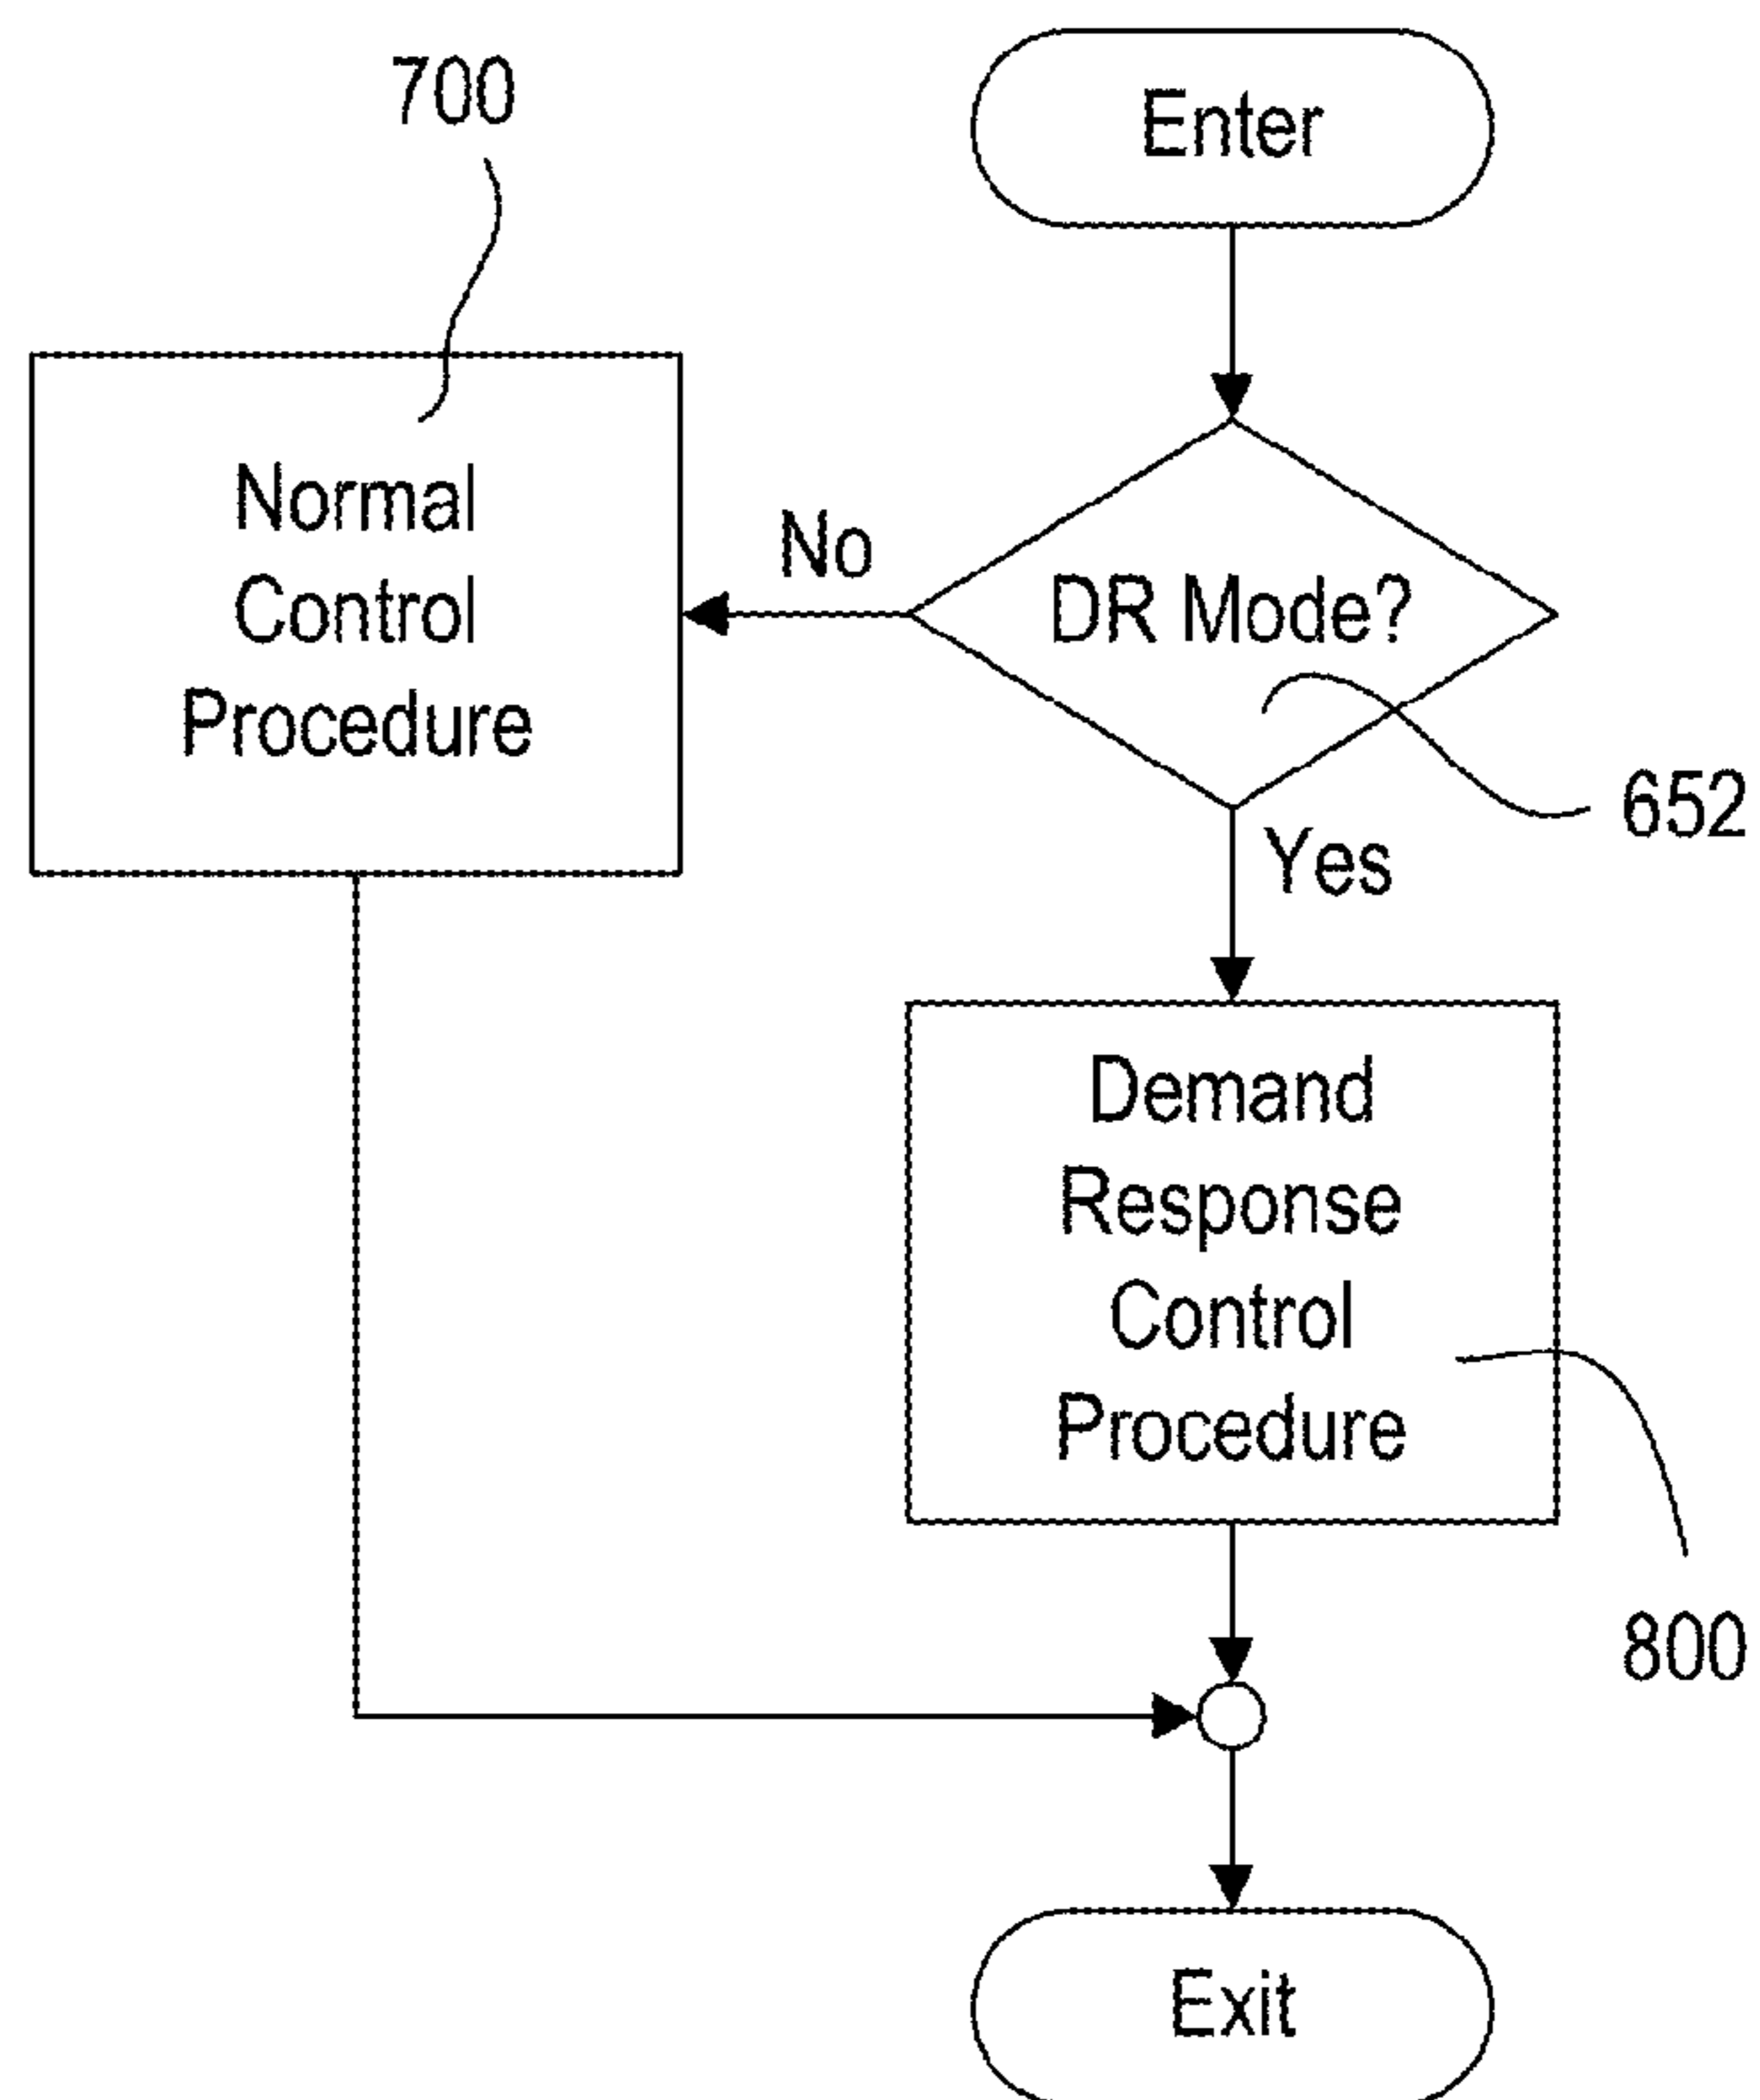 700
Enter
Normal
Control
Procedure
No
DR Mode?
652
Yes
Demand
Response
Control
Procedure
800
Exit